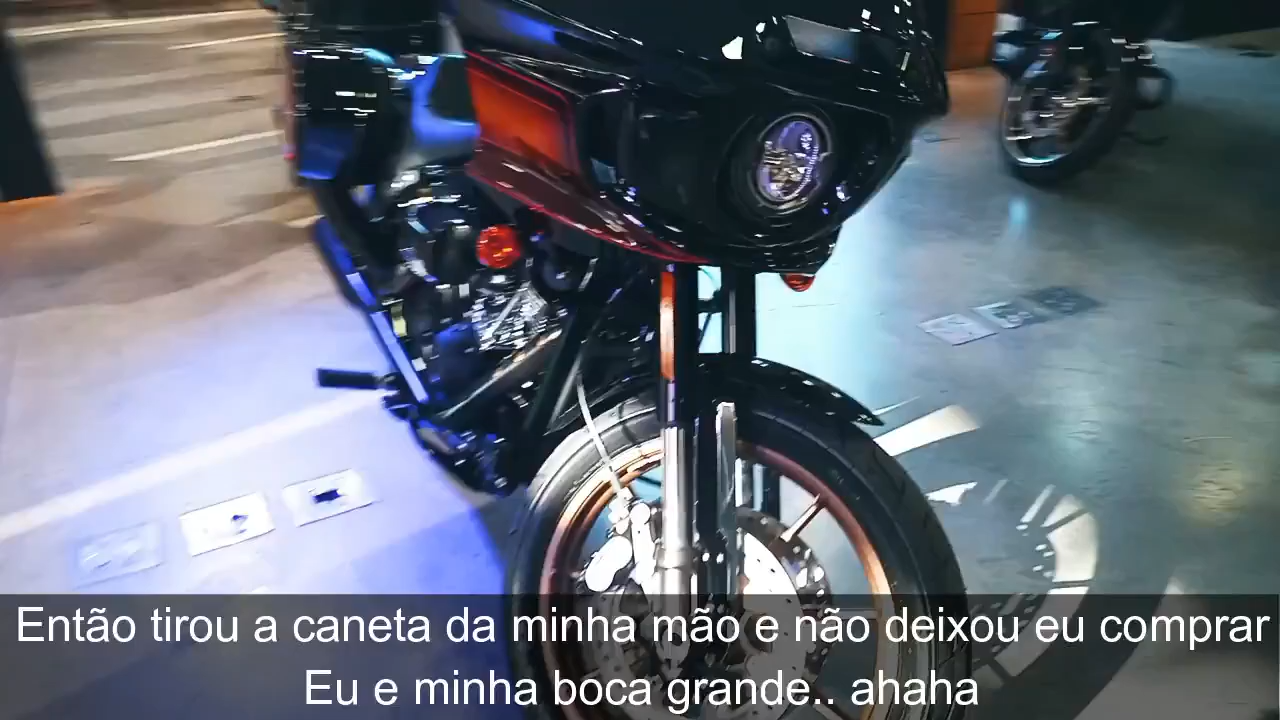 Então tirou a caneta da minha mão e não deixou eu comprar
Eu e minha boca grande.. ahaha